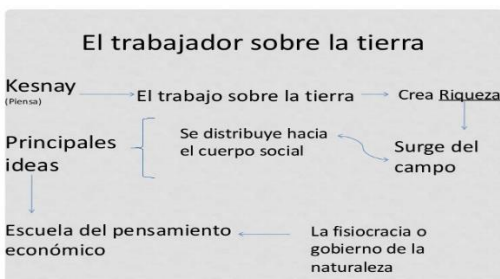 El trabajador sobre la tierra
Kesnay
(Piensa)
El trabajo sobre la tierra
Crea Riqueza
Principales
ideas
Se distribuye hacia
el cuerpo social
Surge del
campo
Escuela del pensamiento
económico
La fisiocracia o
gobierno de la
naturaleza